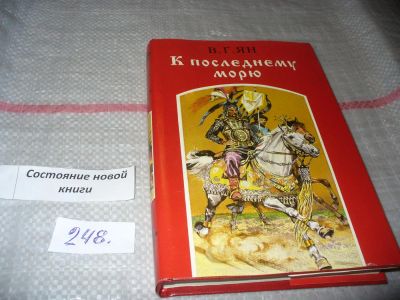 В. Г. ЯН
К последнему
морю
Состояние новой
книги
248.